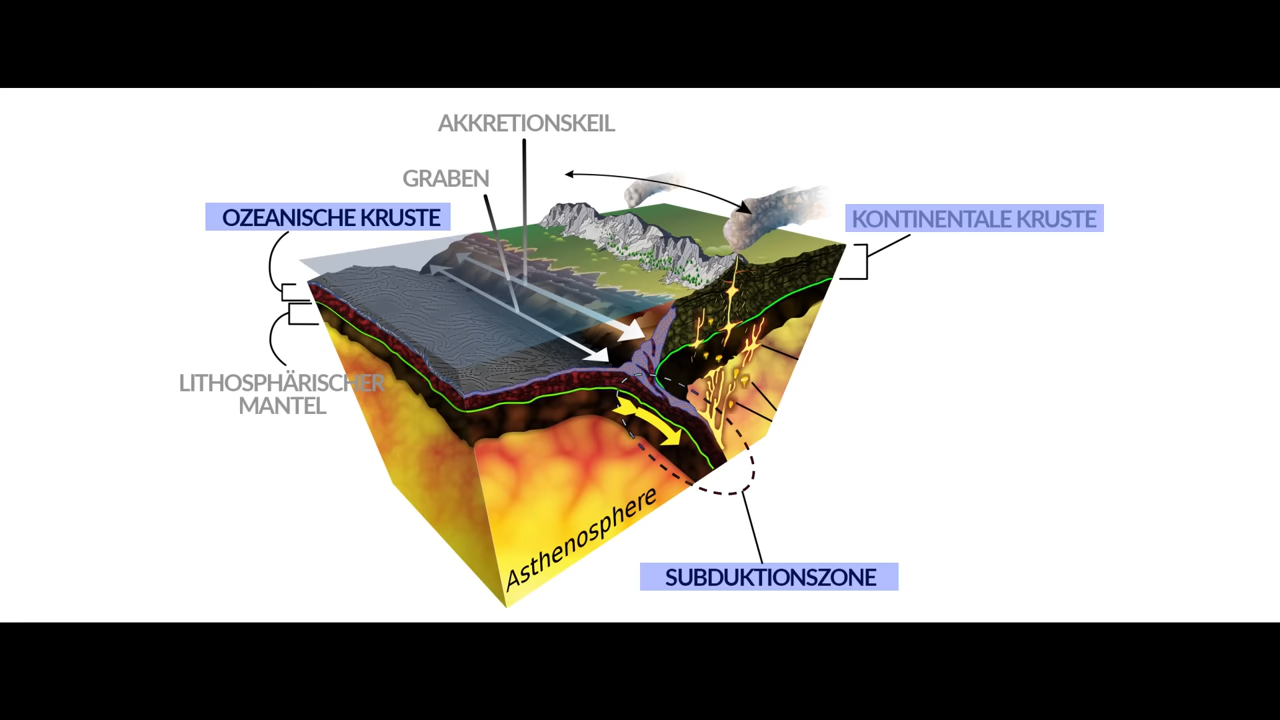 AKKRETIONSKEIL
GRABEN
OZEANISCHE KRUSTE
KONTINENTALE KRUSTE
LITHOSPHÄRISCHER
MANTEL
Asthenosphere
SUBDUKTIONSZONE